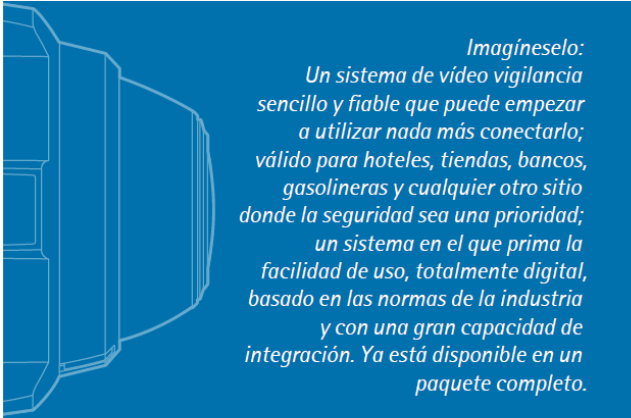 Imagíneselo:
Un sistema de vídeo vigilancia
sencillo y fiable que puede empezar
a utilizar nada más conectarlo;
válido para hoteles, tiendas, bancos,
gasolineras y cualquier otro sitio
donde la seguridad sea una prioridad;
un sistema en el que prima la
facilidad de uso, totalmente digital,
basado en las normas de la industria
y con una gran capacidad de
integración. Ya está disponible en un
paquete completo.